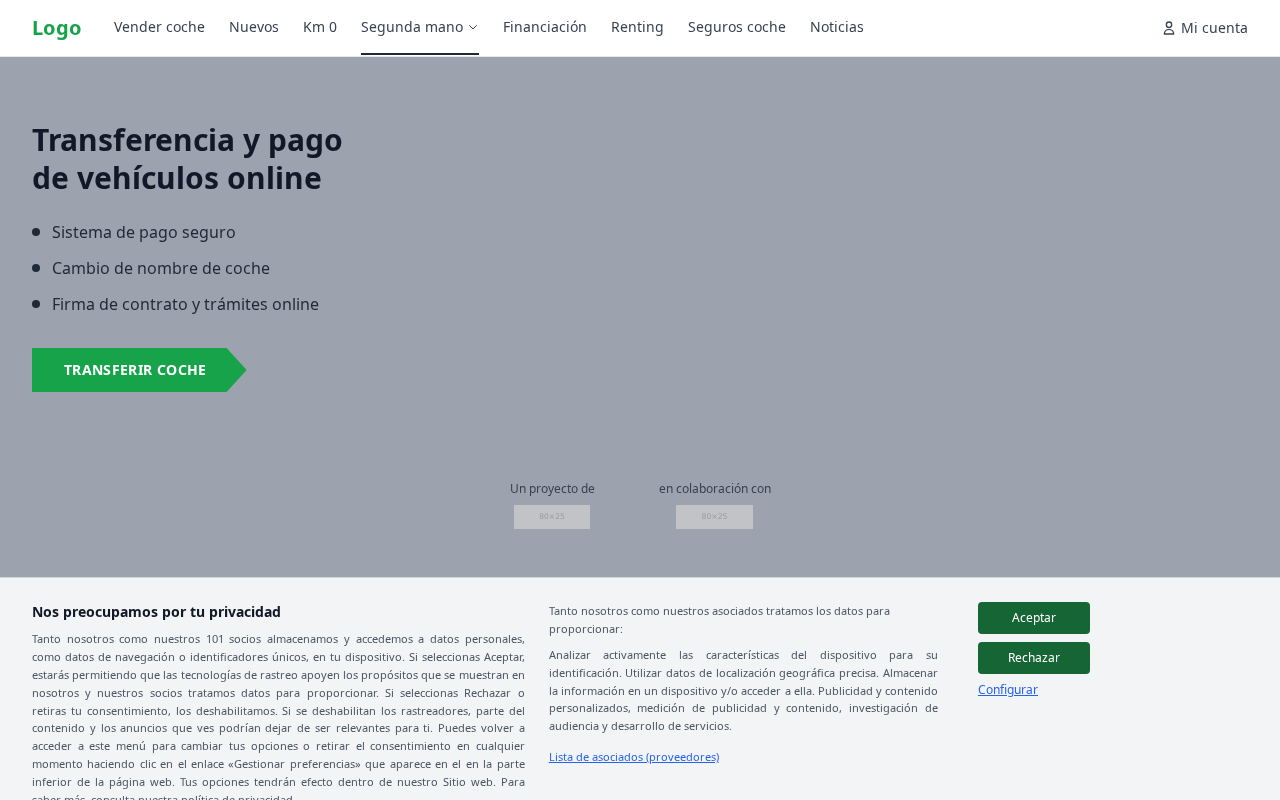 Logo
Vender coche
Nuevos
Km 0
Segunda mano
Financiación
Renting
Seguros coche
Noticias
Mi cuenta
Transferencia y pago
de vehículos online
Sistema de pago seguro
Cambio de nombre de coche
Firma de contrato y trámites online
TRANSFERIR COCHE
Un proyecto de
80×25
en colaboración con
80×25
Nos preocupamos por tu privacidad
Tanto nosotros como nuestros 101 socios almacenamos y accedemos a datos personales,
como datos de navegación o identificadores únicos, en tu dispositivo. Si seleccionas Aceptar,
estarás permitiendo que las tecnologías de rastreo apoyen los propósitos que se muestran en
nosotros y nuestros socios tratamos datos para proporcionar. Si seleccionas Rechazar o
retiras tu consentimiento, los deshabilitamos. Si se deshabilitan los rastreadores, parte del
contenido y los anuncios que ves podrían dejar de ser relevantes para ti. Puedes volver a
acceder a este menú para cambiar tus opciones o retirar el consentimiento en cualquier
momento haciendo clic en el enlace «Gestionar preferencias» que aparece en el en la parte
inferior de la página web. Tus opciones tendrán efecto dentro de nuestro Sitio web. Para
saber más, consulta nuestra política de privacidad.
Tanto nosotros como nuestros asociados tratamos los datos para
proporcionar:
Analizar activamente las características del dispositivo para su
identificación. Utilizar datos de localización geográfica precisa. Almacenar
la información en un dispositivo y/o acceder a ella. Publicidad y contenido
personalizados, medición de publicidad y contenido, investigación de
audiencia y desarrollo de servicios.
Lista de asociados (proveedores)
Aceptar
Rechazar
Configurar